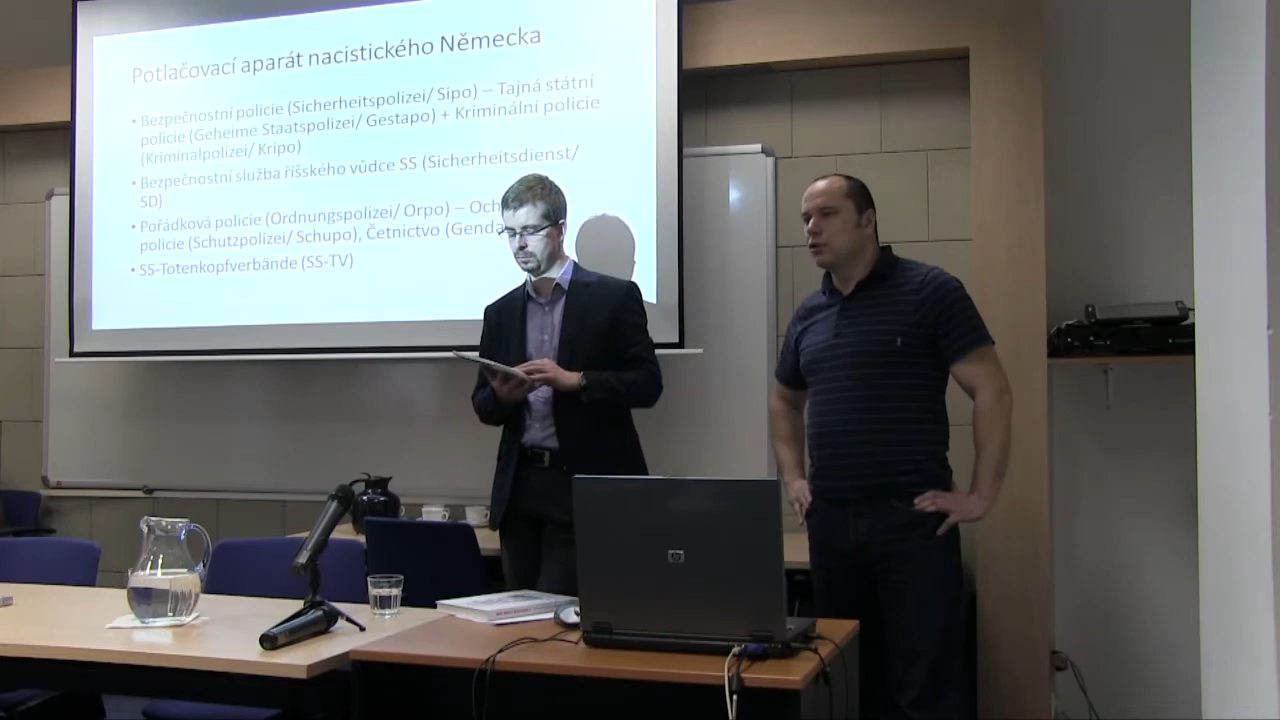 Potlačovací aparát nacistického Německa
• Bezpečnostní policie (Sicherheitspolizei/ Sipo) – Tajná státní
policie (Geheime Staatspolizei/ Gestapo) + Kriminální policie
(Kriminalpolizei/ Kripo)
• Bezpečnostní služba říšského vůdce SS (Sicherheitsdienst/
SD)
• Pořádková policie (Ordnungspolizei/ Orpo) – Och
policie (Schutzpolizei/ Schupo), Četnictvo (Genda
• SS-Totenkopfverbände (SS-TV)
hp